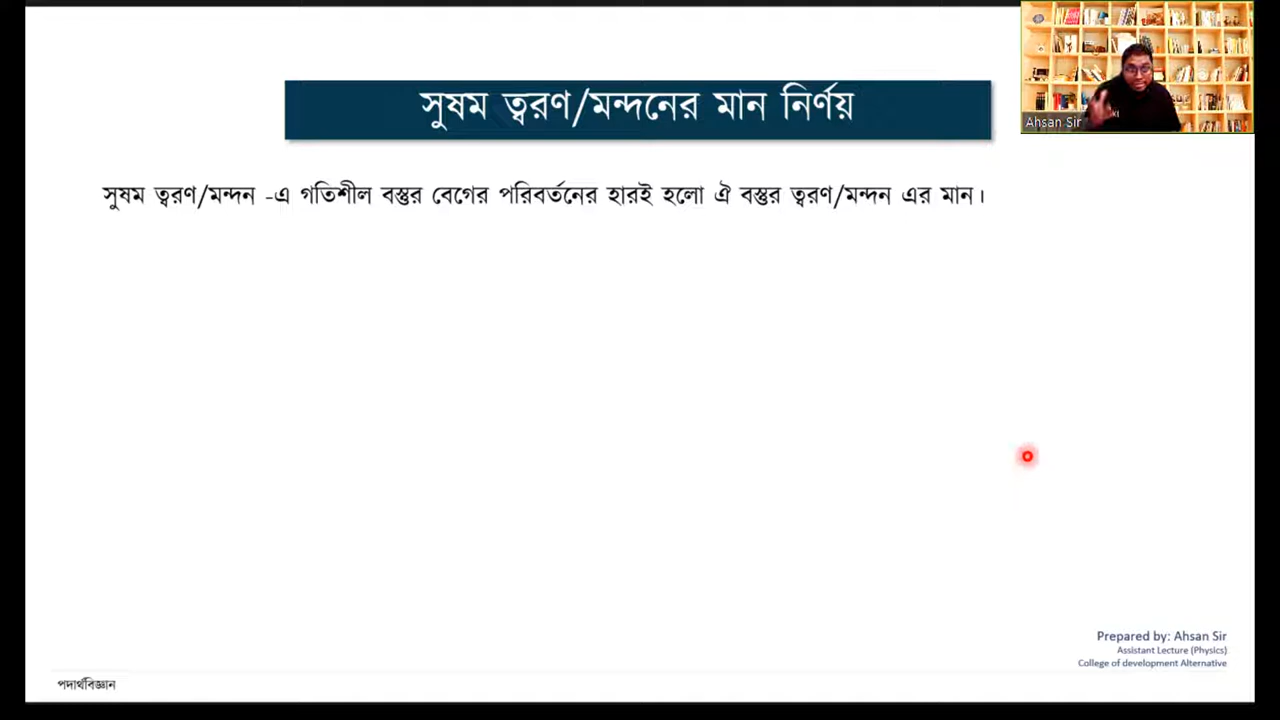 সুষম ত্বরণ/মন্দনের মান নির্ণয়
Ahsan Sir
সুষম ত্বরণ/মন্দন -এ গতিশীল বস্তুর বেগের পরিবর্তনের হারই হলো ঐ বস্তুর ত্বরণ/মন্দন এর মান।
Prepared by: Ahsan Sir
Assistant Lecture (Physics)
College of development Alternative
পদার্থবিজ্ঞান